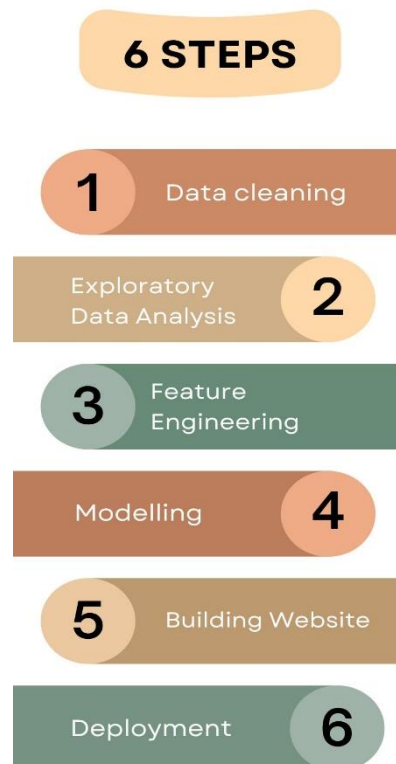 6 STEPS
1 Data cleaning
Exploratory
Data Analysis 2
3 Feature
Engineering
Modelling 4
5 Building Website
Deployment 6